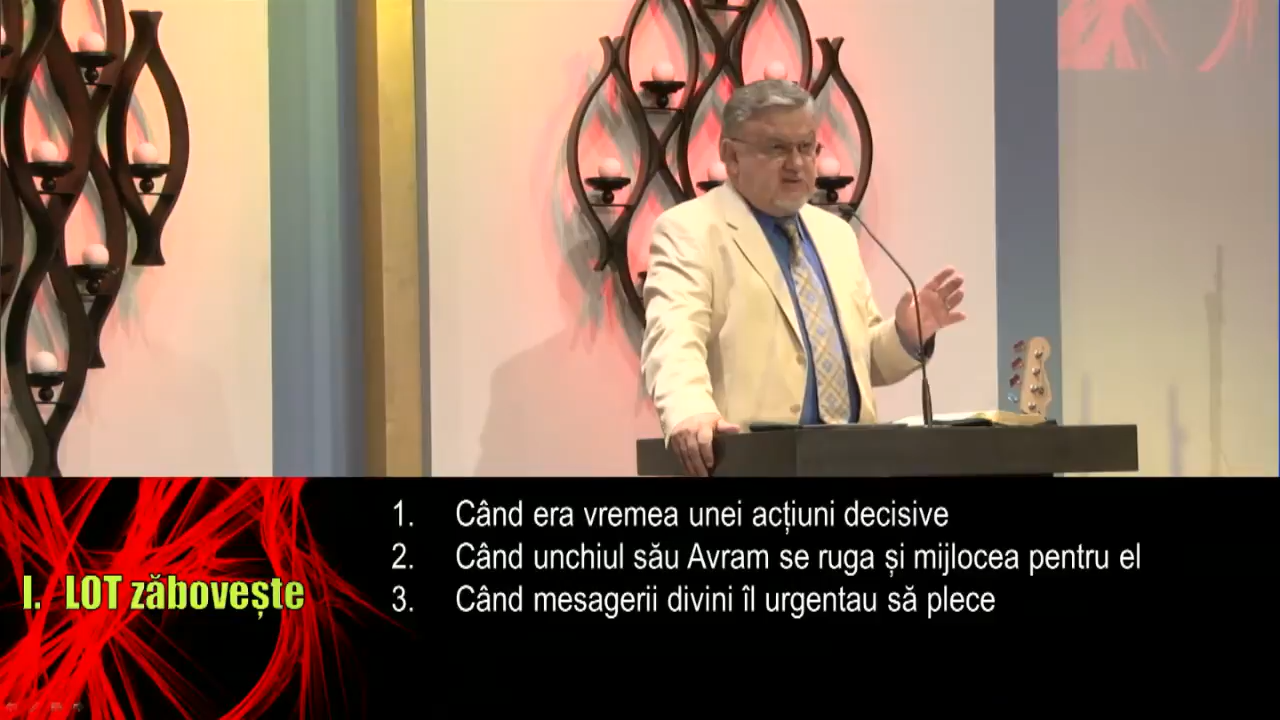 I. LOT zăbovește
1. Când era vremea unei acțiuni decisive
2. Când unchiul său Avram se ruga și mijlocea pentru el
3. Când mesagerii divini îl urgentau să plece